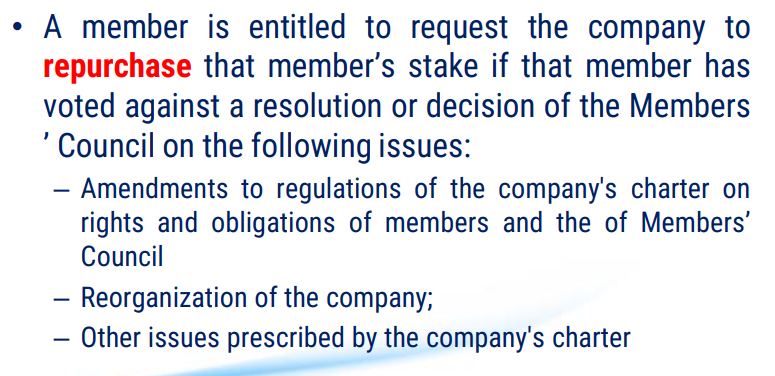 • A member is entitled to request the company to
repurchase that member’s stake if that member has
voted against a resolution or decision of the Members
’ Council on the following issues:
– Amendments to regulations of the company's charter on
rights and obligations of members and the of Members’
Council
– Reorganization of the company;
– Other issues prescribed by the company's charter